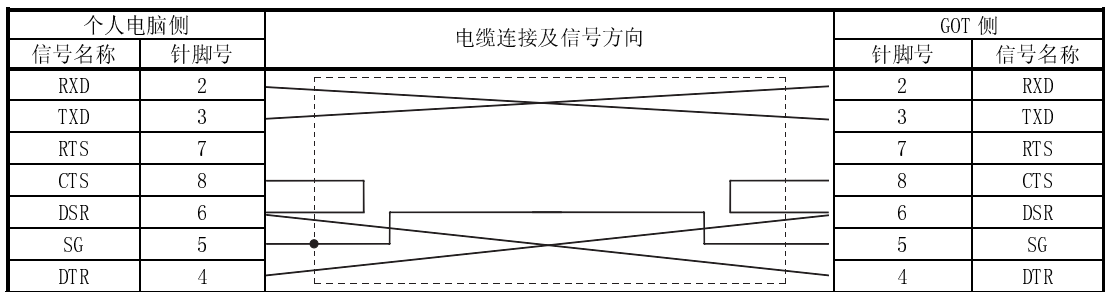 个人电脑侧 电缆连接及信号方向 GOT 侧
信号名称 针脚号 针脚号 信号名称
RXD 2 2 RXD
TXD 3 3 TXD
RTS 7 7 RTS
CTS 8 8 CTS
DSR 6 6 DSR
SG 5 5 SG
DTR 4 4 DTR